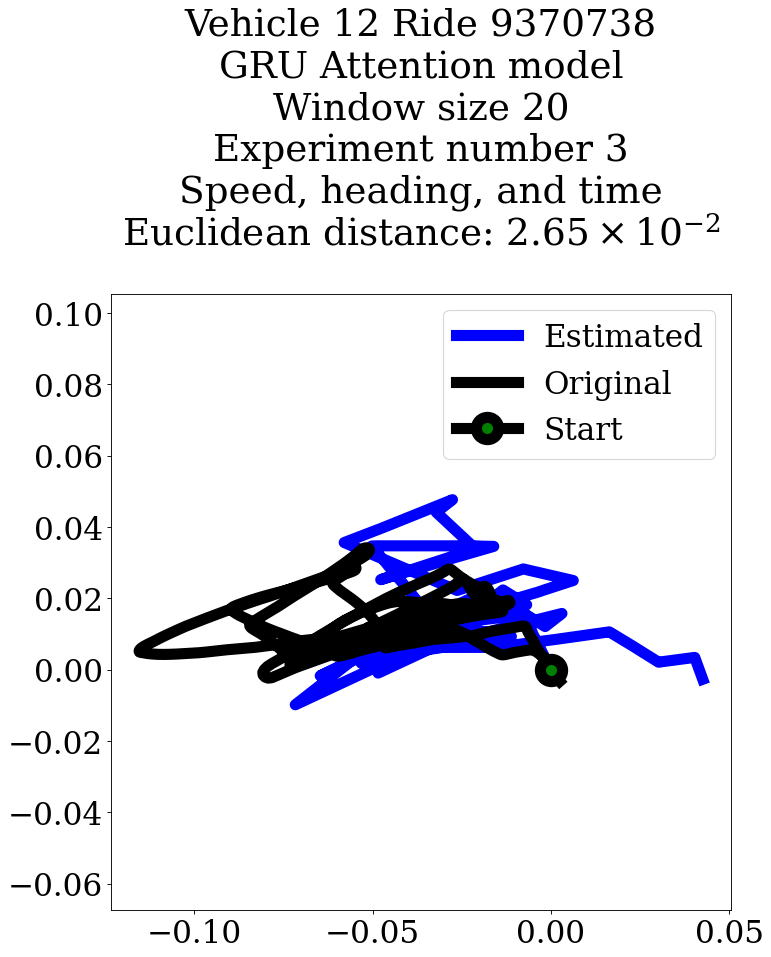 Vehicle 12 Ride 9370738
GRU Attention model
Window size 20
Experiment number 3
Speed, heading, and time
Euclidean distance: 2.65 × 10⁻²
Estimated
Original
Start
0.10
0.08
0.06
0.04
0.02
0.00
−0.02
−0.04
−0.06
−0.10
−0.05
0.00
0.05